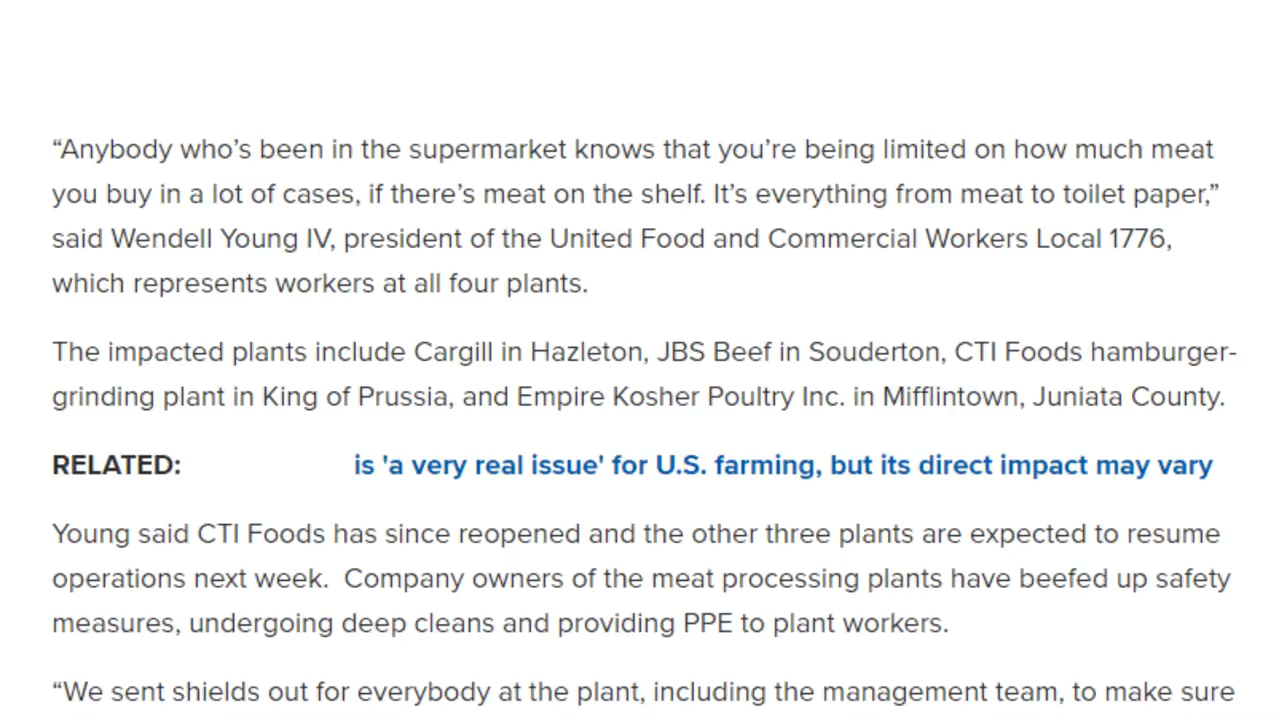 “Anybody who’s been in the supermarket knows that you’re being limited on how much meat
you buy in a lot of cases, if there’s meat on the shelf. It’s everything from meat to toilet paper,”
said Wendell Young IV, president of the United Food and Commercial Workers Local 1776,
which represents workers at all four plants.
The impacted plants include Cargill in Hazleton, JBS Beef in Souderton, CTI Foods hamburger-
grinding plant in King of Prussia, and Empire Kosher Poultry Inc. in Mifflintown, Juniata County.
RELATED: is 'a very real issue' for U.S. farming, but its direct impact may vary
Young said CTI Foods has since reopened and the other three plants are expected to resume
operations next week.  Company owners of the meat processing plants have beefed up safety
measures, undergoing deep cleans and providing PPE to plant workers.
“We sent shields out for everybody at the plant, including the management team, to make sure